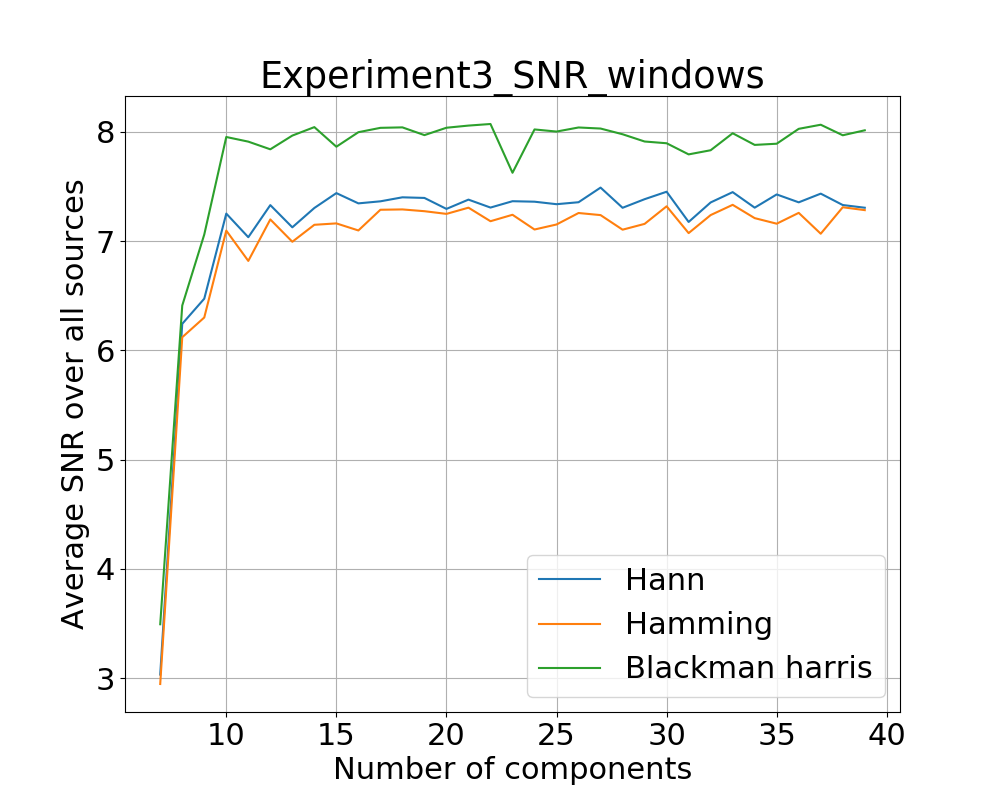 Experiment3_SNR_windows
Average SNR over all sources
8
7
6
5
4
3
Hann
Hamming
Blackman harris
10 15 20 25 30 35 40
Number of components